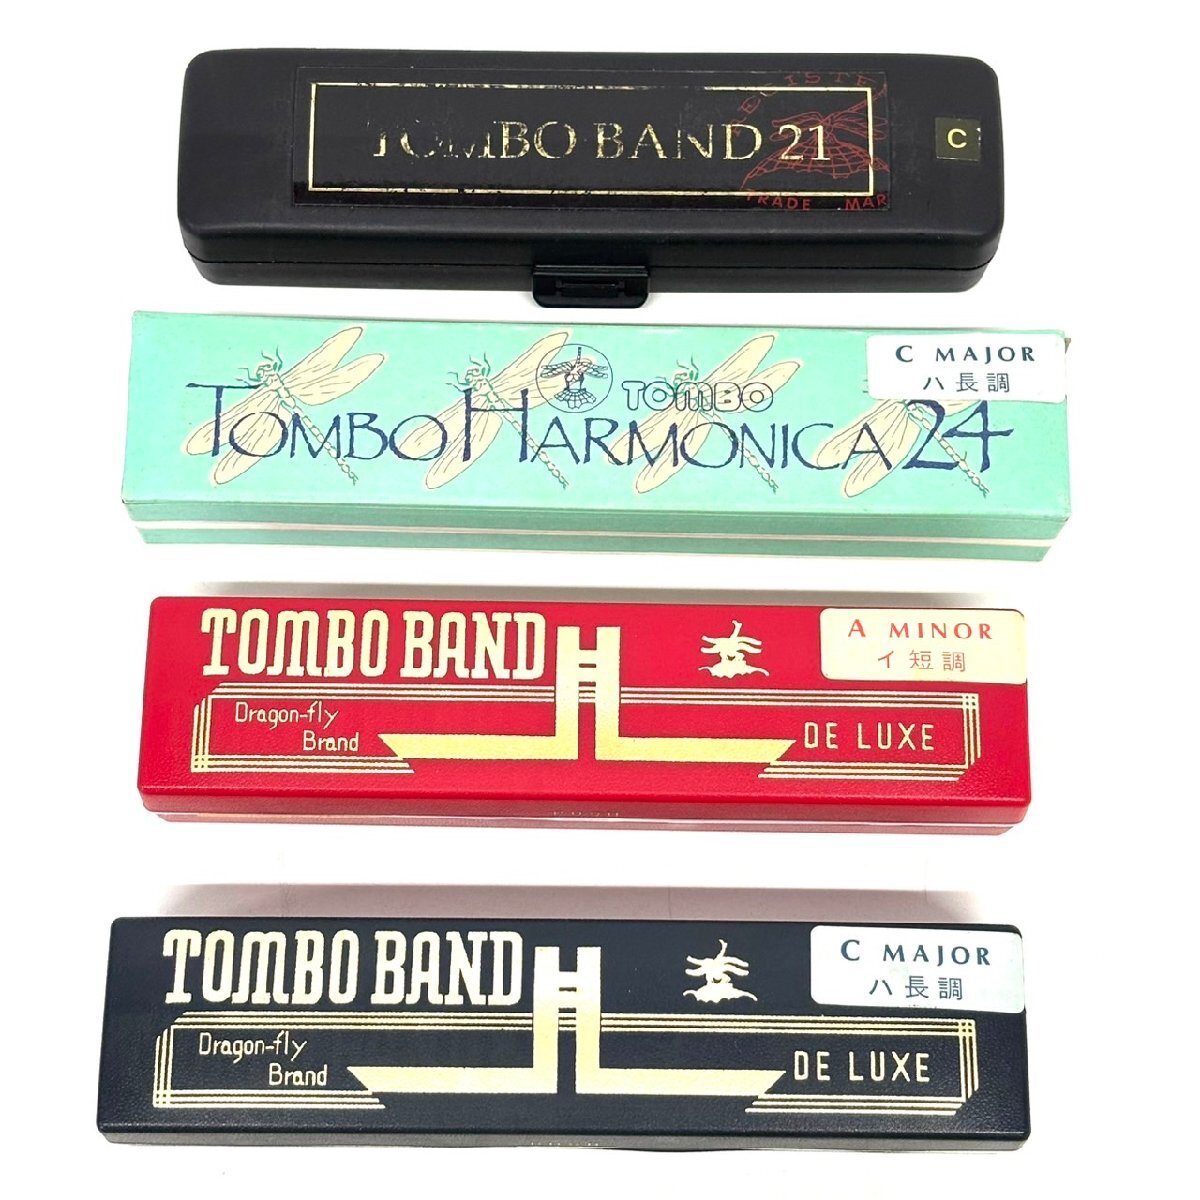 TOMBO BAND 21
C
REGISTE
TRADE MAR
C MAJOR
ハ長調
TOMBO
TOMBO HARMONICA 24
TOMBO BAND
A MINOR
イ短調
Dragon-fly
Brand
DE LUXE
TOMBO BAND
C MAJOR
ハ長調
Dragon-fly
Brand
DE LUXE